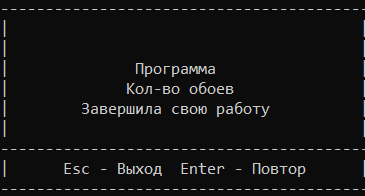 Программа
Кол-во обоев
Завершила свою работу
Esc - Выход Enter - Повтор